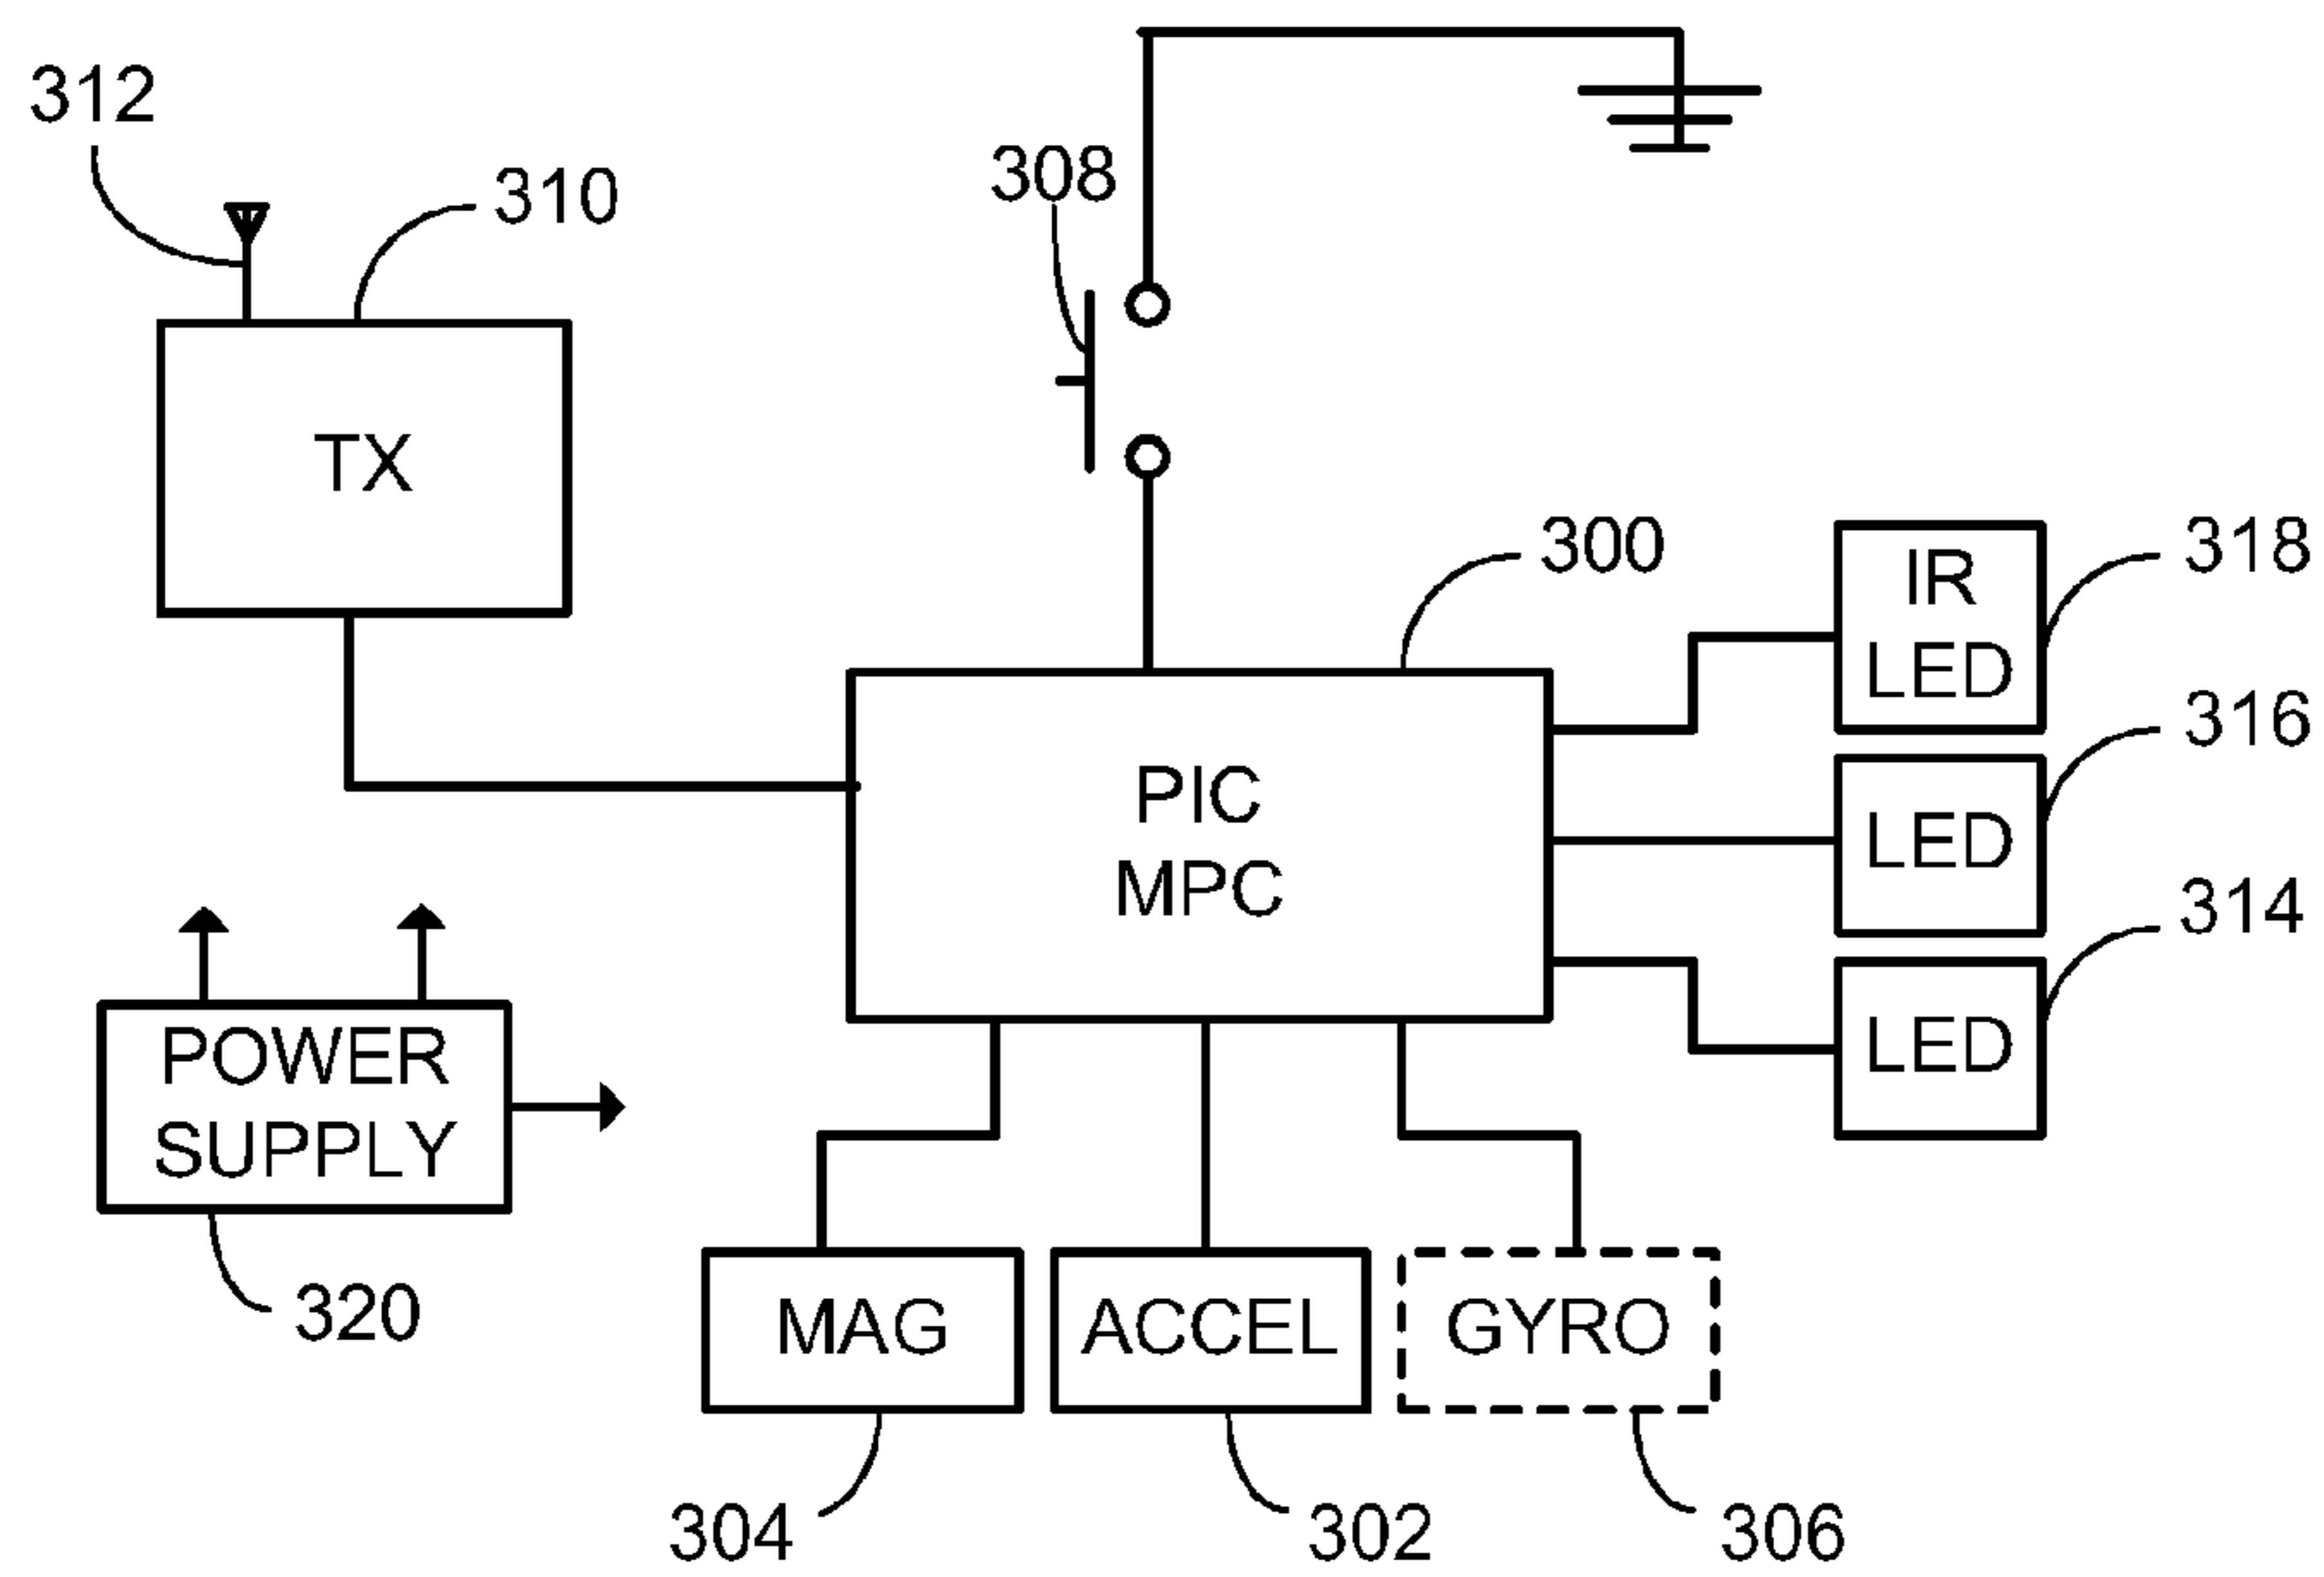 312
310
308
TX
300
IR
LED
318
316
LED
PIC
MPC
314
LED
POWER
SUPPLY
320
MAG
ACCEL
GYRO
304
302
306